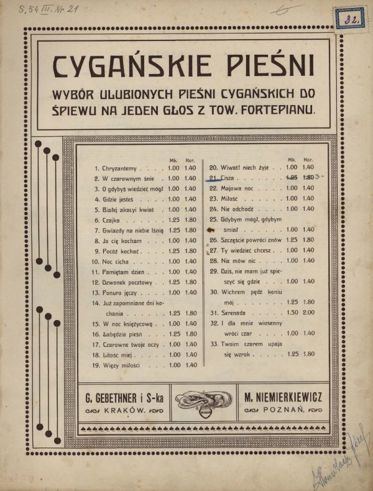 S. 54 III. Nr 21
32.
CYGAŃSKIE PIEŚNI
WYBÓR ULUBIONYCH PIEŚNI CYGAŃSKICH DO
ŚPIEWU NA JEDEN GŁOS Z TOW. FORTEPIANU.
Mk. Kor.
1. Chryzantemy . . . . 1.00 1.40
2. W czarownym śnie . . 1.00 1.40
3. O gdybyś wiedzieć mógł 1.00 1.40
4. Gdzie jesteś . . . . 1.00 1.40
5. Białej akacyi kwiat . . 1.00 1.40
6. Czajka . . . . . 1.25 1.80
7. Gwiazdy na niebie lśnią 1.25 1.80
8. Ja cię kocham . . . 1.00 1.40
9. Pocóż kochać . . . 1.25 1.80
10. Noc cicha . . . . 1.00 1.40
11. Pamiętam dzień . . . 1.00 1.40
12. Dzwonek pocztowy . . 1.25 1.80
13. Ponure jęczy . . . . 1.00 1.40
14. Już zapomniane dni ko-
chania . . . . . 1.25 1.80
15. W noc księżycową . . 1.00 1.40
16. Łabędzia pieśń . . . 1.25 1.80
17. Czarowne twoje oczy . 1.00 1.40
18. Litość miej . . . . 1.00 1.40
19. Więzy miłości . . . 1.00 1.40
Mk. Kor.
20. Wiwat! niech żyje . . 1.00 1.40
21. Cisza . . . . . 1.25 1.80
22. Majowa noc . . . . 1.00 1.40
23. Miłość . . . . . 1.00 1.40
24. Nie odchodź . . . . 1.00 1.40
25. Gdybym mógł, gdybym
śmiał . . . . . 1.00 1.40
26. Szczęście powróci znów 1.25 1.80
27. Ty wiedzieć chcesz . . 1.00 1.40
28. Nic mów nic . . . . 1.00 1.40
29. Dziś, nie mam już spie-
szyć się gdzie . . . 1.00 1.40
30. Wichrem pędź koniu
mój . . . . . . 1.25 1.80
31. Serenada . . . . . 1.30 2.00
32. I dla mnie wiosenny
wróci czar . . . . 1.00 1.40
33. Twoim czarem upaja
się wzrok . . . . 1.25 1.80
G. GEBETHNER i S-ka
KRAKÓW.
M. NIEMIERKIEWICZ
POZNAŃ.